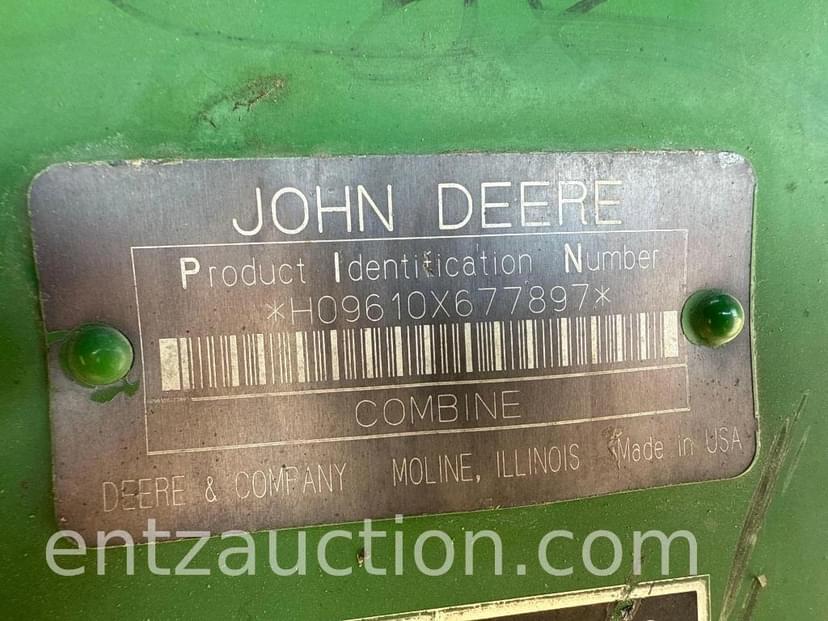 JOHN DEERE
Product Identification Number
*H09610X677897*
COMBINE
DEERE & COMPANY MOLINE, ILLINOIS Made in USA
entzauction.com